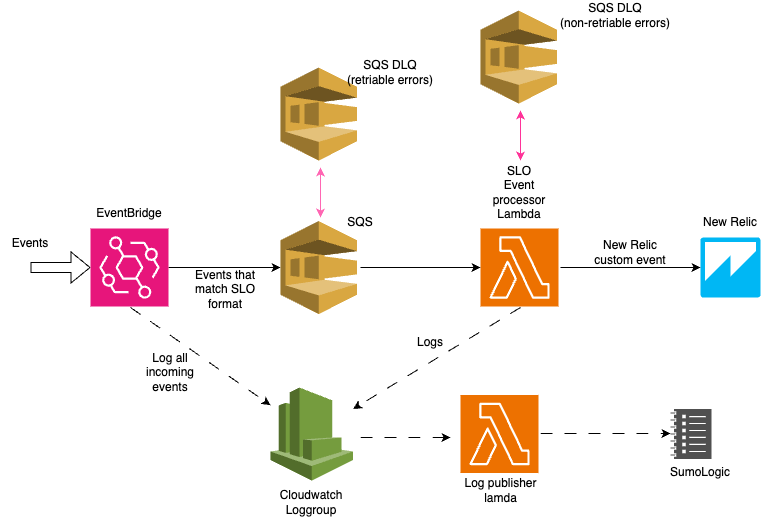 SQS DLQ
(non-retriable errors)
SQS DLQ
(retriable errors)
SLO
Event
processor
Lambda
EventBridge
SQS
New Relic
Events
Events that
match SLO
format
New Relic
custom event
Log all
incoming
events
Logs
Cloudwatch
Loggroup
Log publisher
lamda
SumoLogic